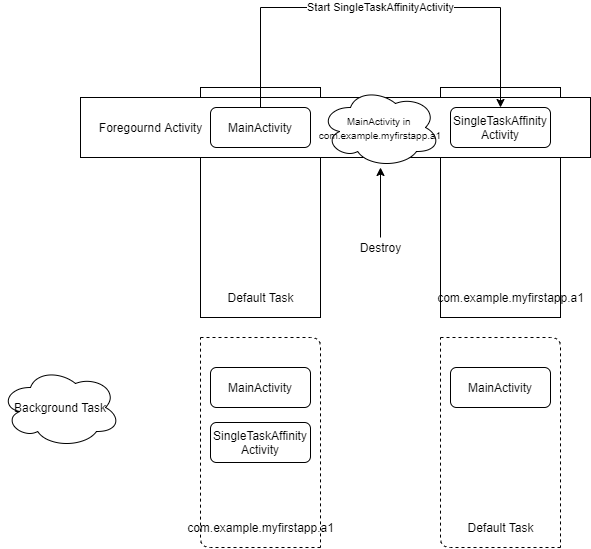 Start SingleTaskAffinityActivity
Foregournd Activity
MainActivity
MainActivity in
com.example.myfirstapp.a1
SingleTaskAffinity
Activity
Destroy
Default Task
com.example.myfirstapp.a1
Background Task
MainActivity
SingleTaskAffinity
Activity
com.example.myfirstapp.a1
MainActivity
Default Task